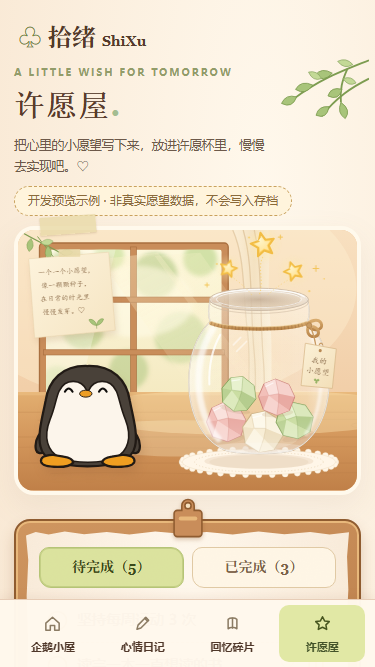 拾绪 ShiXu
A LITTLE WISH FOR TOMORROW
许愿屋
把心里的小愿望写下来，放进许愿杯里，慢慢
去实现吧。♡
开发预览示例 · 非真实愿望数据，不会写入存档
一个一个小愿望，
像一颗颗种子，
在日常的时光里
慢慢发芽。♡
我的
小愿望
待完成（5）
已完成（3）
企鹅小屋
心情日记
回忆碎片
许愿屋